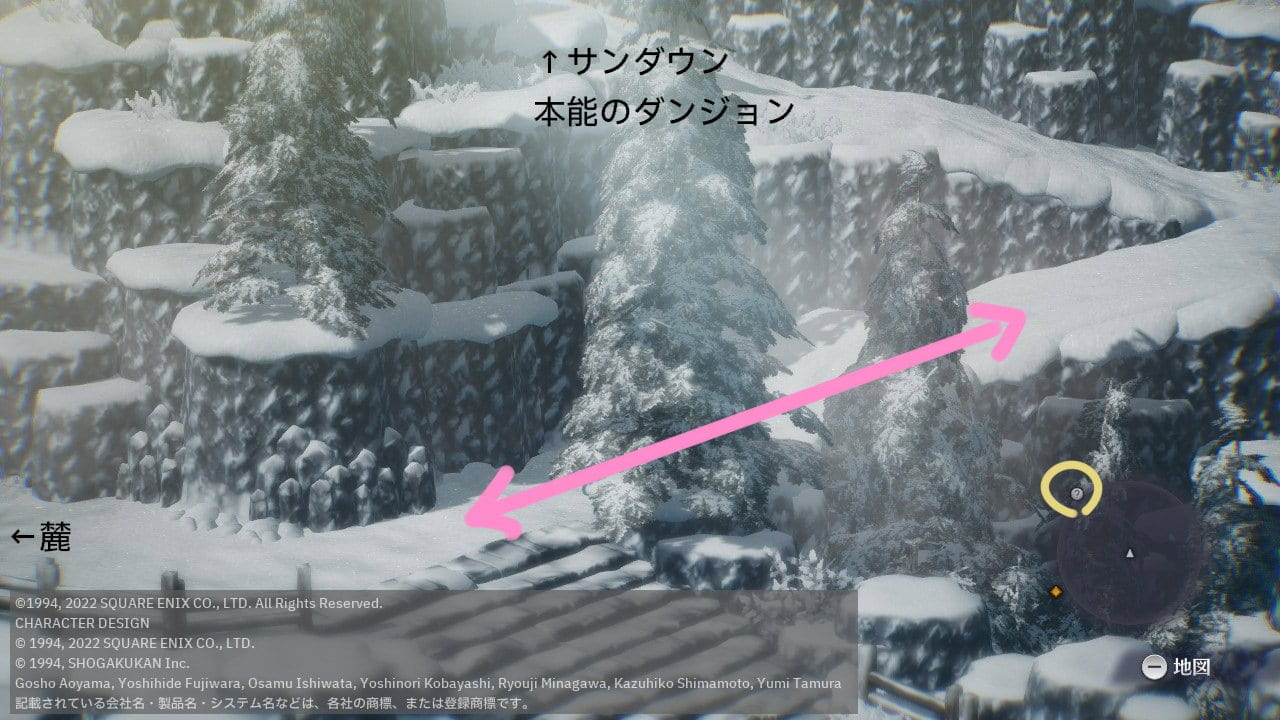 ↑サンダウン
本能のダンジョン
←麓
©1994, 2022 SQUARE ENIX CO., LTD. All Rights Reserved.
CHARACTER DESIGN
© 1994, 2022 SQUARE ENIX CO., LTD.
© 1994, SHOGAKUKAN Inc.
Gosho Aoyama, Yoshihide Fujiwara, Osamu Ishiwata, Yoshinori Kobayashi, Ryouji Minagawa, Kazuhiko Shimamoto, Yumi Tamura
記載されている会社名・製品名・システム名などは、各社の商標、または登録商標です。
?
地図